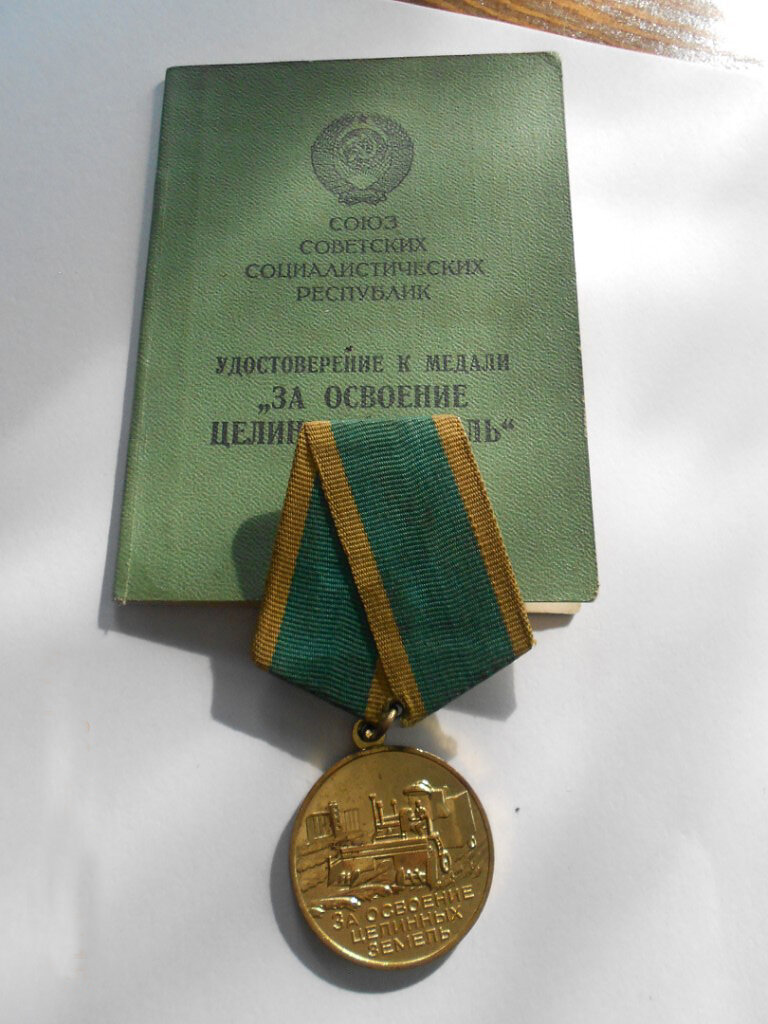 СОЮЗ
СОВЕТСКИХ
СОЦИАЛИСТИЧЕСКИХ
РЕСПУБЛИК
УДОСТОВЕРЕНИЕ К МЕДАЛИ
„ЗА ОСВОЕНИЕ
ЗА ОСВОЕНИЕ
ЦЕЛИННЫХ
ЗЕМЕЛЬ